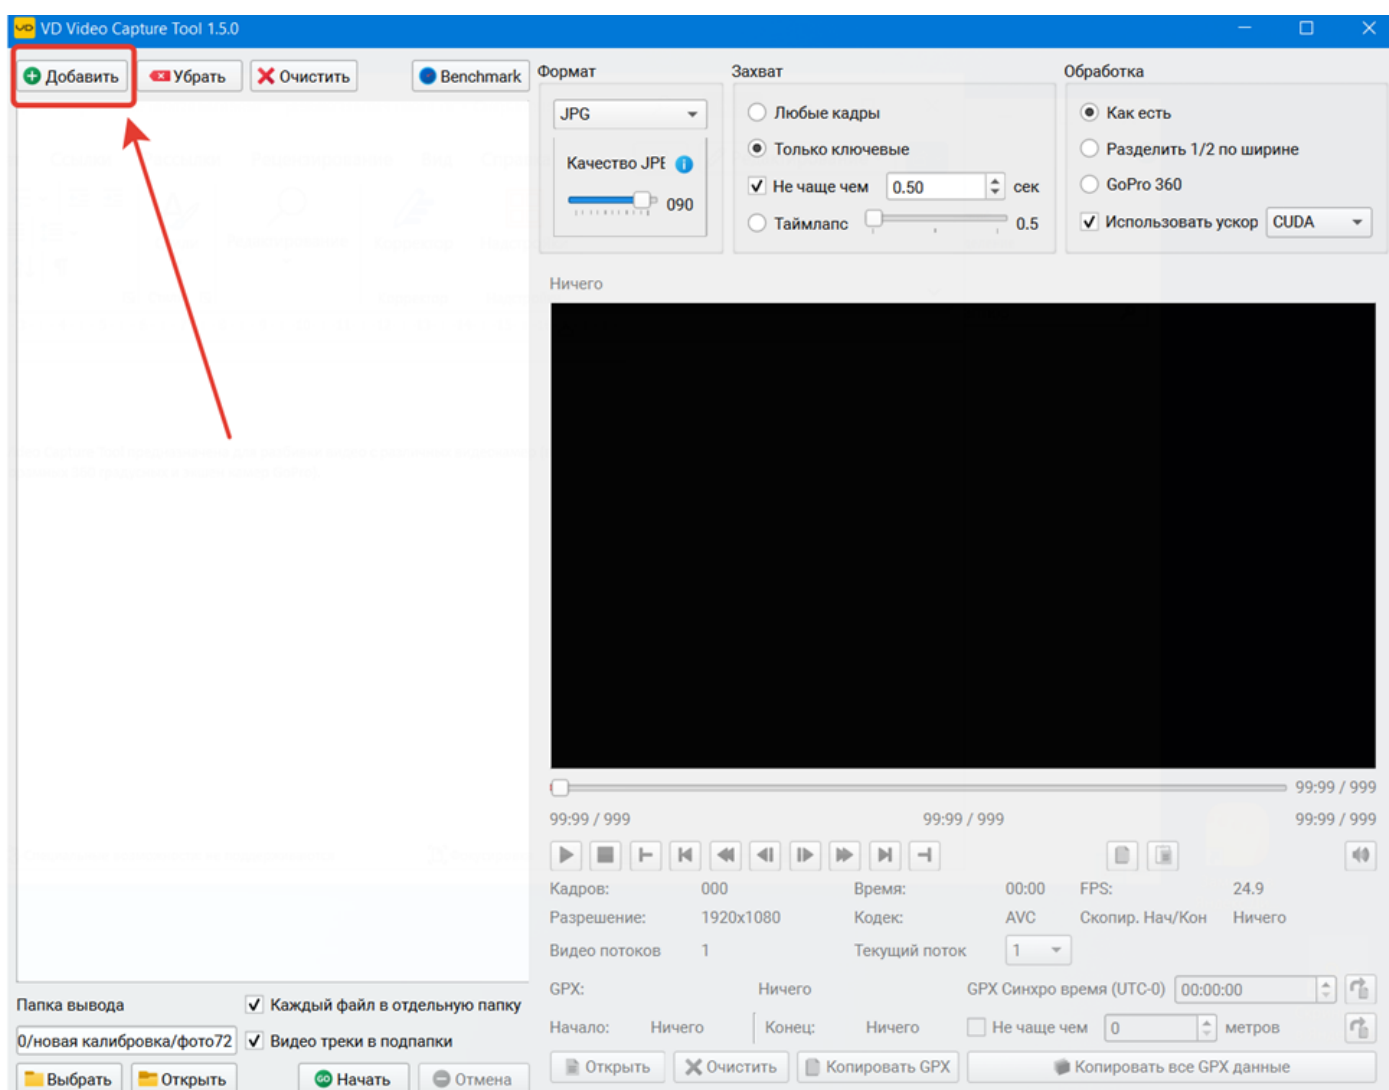 VD Video Capture Tool 1.5.0
Добавить Убрать Очистить Benchmark
Формат Захват Обработка
JPG Любые кадры Как есть
Качество JPE Только ключевые Разделить 1/2 по ширине
090 Не чаще чем 0.50 сек GoPro 360
Таймлапс 0.5 Использовать ускор CUDA
Ничего
99:99 / 999
99:99 / 999 99:99 / 999 99:99 / 999
Кадров: 000 Время: 00:00 FPS: 24.9
Разрешение: 1920x1080 Кодек: AVC Скопир. Нач/Кон Ничего
Видео потоков 1 Текущий поток 1
GPX: Ничего GPX Синхро время (UTC-0) 00:00:00
Начало: Ничего Конец: Ничего Не чаще чем 0 метров
Открыть Очистить Копировать GPX Копировать все GPX данные
Папка вывода Каждый файл в отдельную папку
0/новая калибровка/фото72 Видео треки в подпапки
Выбрать Открыть GO Начать Отмена